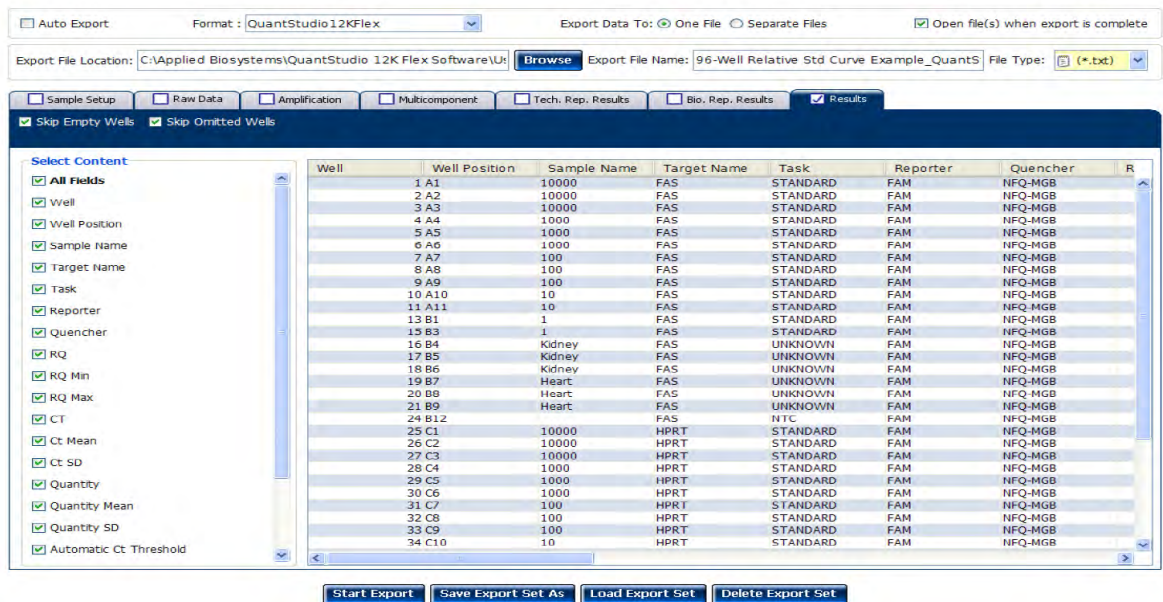 Auto Export Format : QuantStudio12KFlex Export Data To: One File Separate Files Open file(s) when export is complete
Export File Location: C:\Applied Biosystems\QuantStudio 12K Flex Software\Us Browse Export File Name: 96-Well Relative Std Curve Example_QuantS File Type: (*.txt)
Sample Setup Raw Data Amplification Multicomponent Tech. Rep. Results Bio. Rep. Results Results
Skip Empty Wells Skip Omitted Wells
Select Content
All Fields
Well
Well Position
Sample Name
Target Name
Task
Reporter
Quencher
RQ
RQ Min
RQ Max
CT
Ct Mean
Ct SD
Quantity
Quantity Mean
Quantity SD
Automatic Ct Threshold
Well Well Position Sample Name Target Name Task Reporter Quencher R
1 A1 10000 FAS STANDARD FAM NFQ-MGB
2 A2 10000 FAS STANDARD FAM NFQ-MGB
3 A3 10000 FAS STANDARD FAM NFQ-MGB
4 A4 1000 FAS STANDARD FAM NFQ-MGB
5 A5 1000 FAS STANDARD FAM NFQ-MGB
6 A6 1000 FAS STANDARD FAM NFQ-MGB
7 A7 100 FAS STANDARD FAM NFQ-MGB
8 A8 100 FAS STANDARD FAM NFQ-MGB
9 A9 100 FAS STANDARD FAM NFQ-MGB
10 A10 10 FAS STANDARD FAM NFQ-MGB
11 A11 10 FAS STANDARD FAM NFQ-MGB
13 B1 1 FAS STANDARD FAM NFQ-MGB
15 B3 1 FAS STANDARD FAM NFQ-MGB
16 B4 Kidney FAS UNKNOWN FAM NFQ-MGB
17 B5 Kidney FAS UNKNOWN FAM NFQ-MGB
18 B6 Kidney FAS UNKNOWN FAM NFQ-MGB
19 B7 Heart FAS UNKNOWN FAM NFQ-MGB
20 B8 Heart FAS UNKNOWN FAM NFQ-MGB
21 B9 Heart FAS UNKNOWN FAM NFQ-MGB
24 B12 FAS NTC FAM NFQ-MGB
25 C1 10000 HPRT STANDARD FAM NFQ-MGB
26 C2 10000 HPRT STANDARD FAM NFQ-MGB
27 C3 10000 HPRT STANDARD FAM NFQ-MGB
28 C4 1000 HPRT STANDARD FAM NFQ-MGB
29 C5 1000 HPRT STANDARD FAM NFQ-MGB
30 C6 1000 HPRT STANDARD FAM NFQ-MGB
31 C7 100 HPRT STANDARD FAM NFQ-MGB
32 C8 100 HPRT STANDARD FAM NFQ-MGB
33 C9 100 HPRT STANDARD FAM NFQ-MGB
34 C10 10 HPRT STANDARD FAM NFQ-MGB
Start Export Save Export Set As Load Export Set Delete Export Set